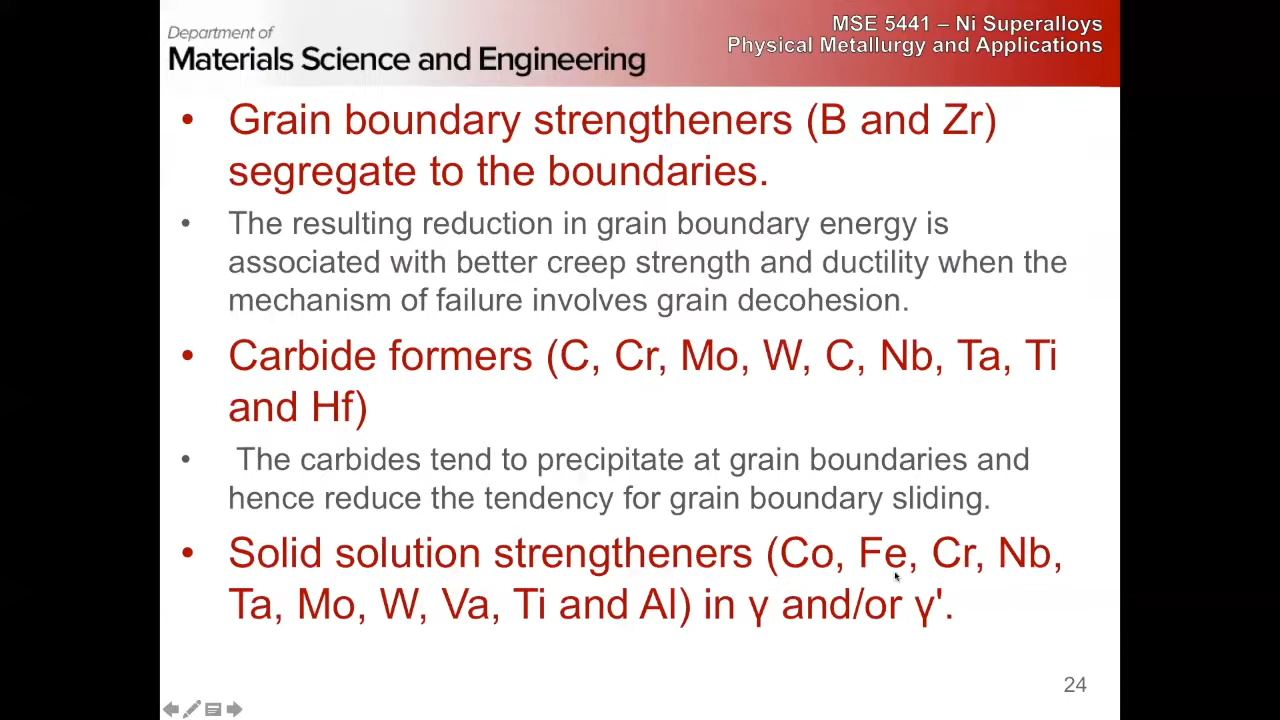 Department of
Materials Science and Engineering
MSE 5441 – Ni Superalloys
Physical Metallurgy and Applications
• Grain boundary strengtheners (B and Zr)
segregate to the boundaries.
• The resulting reduction in grain boundary energy is
associated with better creep strength and ductility when the
mechanism of failure involves grain decohesion.
• Carbide formers (C, Cr, Mo, W, C, Nb, Ta, Ti
and Hf)
• The carbides tend to precipitate at grain boundaries and
hence reduce the tendency for grain boundary sliding.
• Solid solution strengtheners (Co, Fe, Cr, Nb,
Ta, Mo, W, Va, Ti and Al) in γ and/or γ'.
24